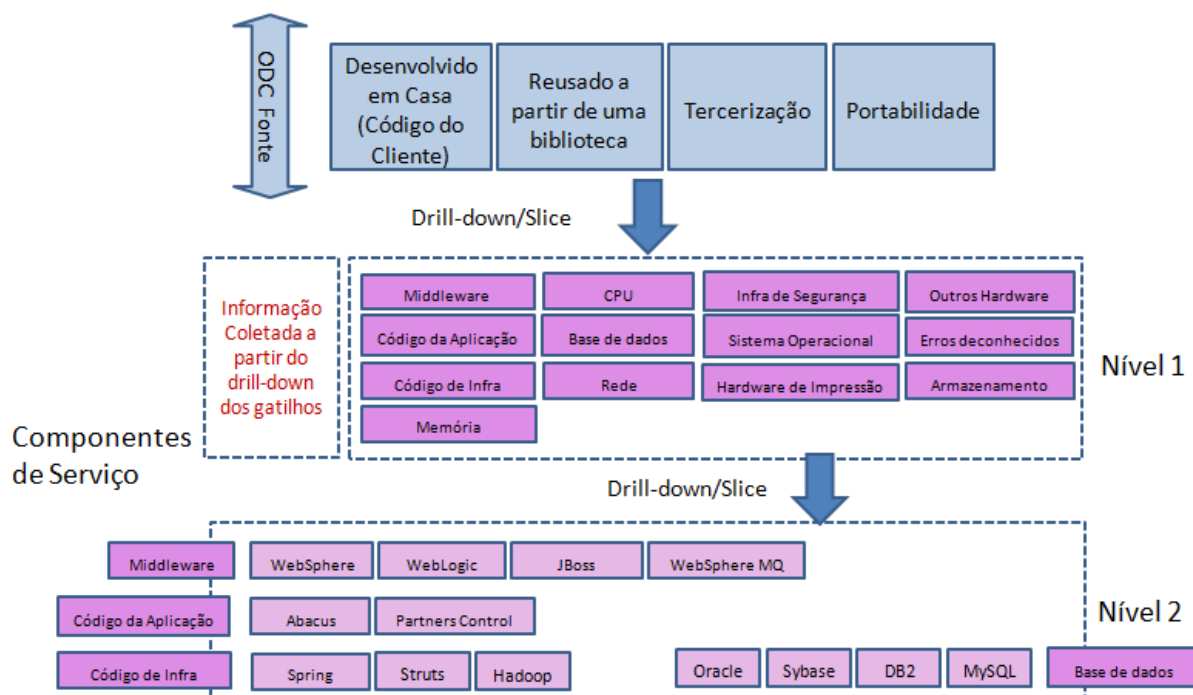 ODC Fonte
Desenvolvido
em Casa
(Código do
Cliente)
Reusado a
partir de uma
biblioteca
Tercerização
Portabilidade
Drill-down/Slice
Informação
Coletada a
partir do
drill-down
dos gatilhos
Middleware
CPU
Infra de Segurança
Outros Hardware
Código da Aplicação
Base de dados
Sistema Operacional
Erros deconhecidos
Código de Infra
Rede
Hardware de Impressão
Armazenamento
Memória
Nível 1
Componentes
de Serviço
Drill-down/Slice
Middleware
WebSphere
WebLogic
JBoss
WebSphere MQ
Código da Aplicação
Abacus
Partners Control
Nível 2
Código de Infra
Spring
Struts
Hadoop
Oracle
Sybase
DB2
MySQL
Base de dados